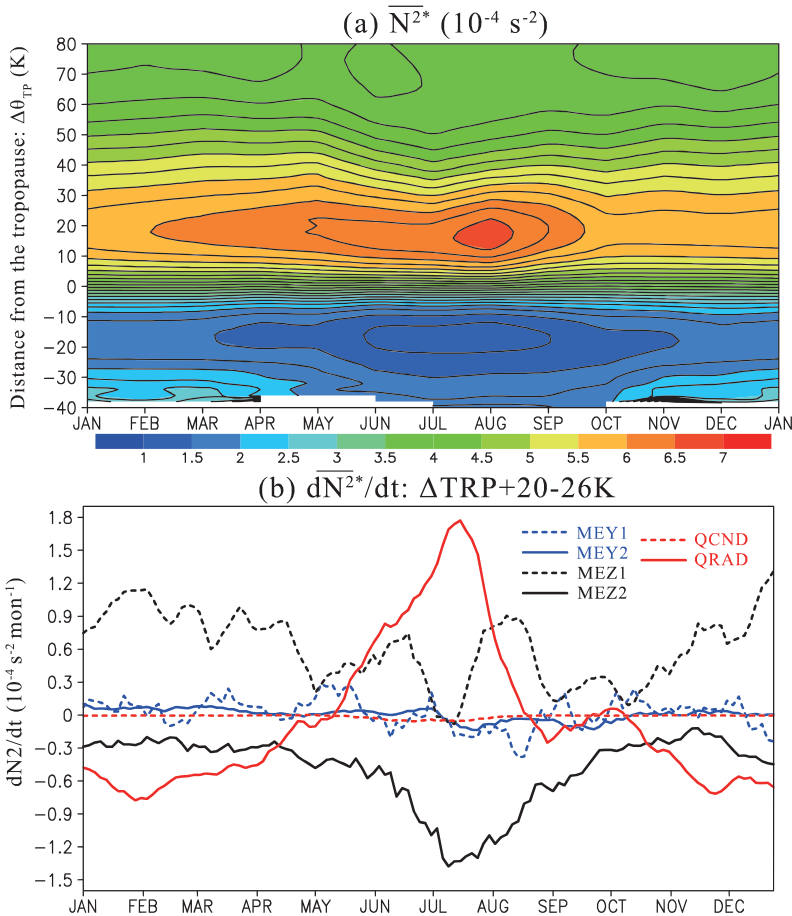 (a) N²* (10⁻⁴ s⁻²)
Distance from the tropopause: Δθ_TP (K)
80
70
60
50
40
30
20
10
0
−10
−20
−30
−40
JAN FEB MAR APR MAY JUN JUL AUG SEP OCT NOV DEC JAN
1 1.5 2 2.5 3 3.5 4 4.5 5 5.5 6 6.5 7
(b) dN²*/dt: ΔTRP+20-26K
dN2/dt (10⁻⁴ s⁻² mon⁻¹)
1.8
1.5
1.2
0.9
0.6
0.3
0
−0.3
−0.6
−0.9
−1.2
−1.5
MEY1 QCND
MEY2 QRAD
MEZ1
MEZ2
JAN FEB MAR APR MAY JUN JUL AUG SEP OCT NOV DEC